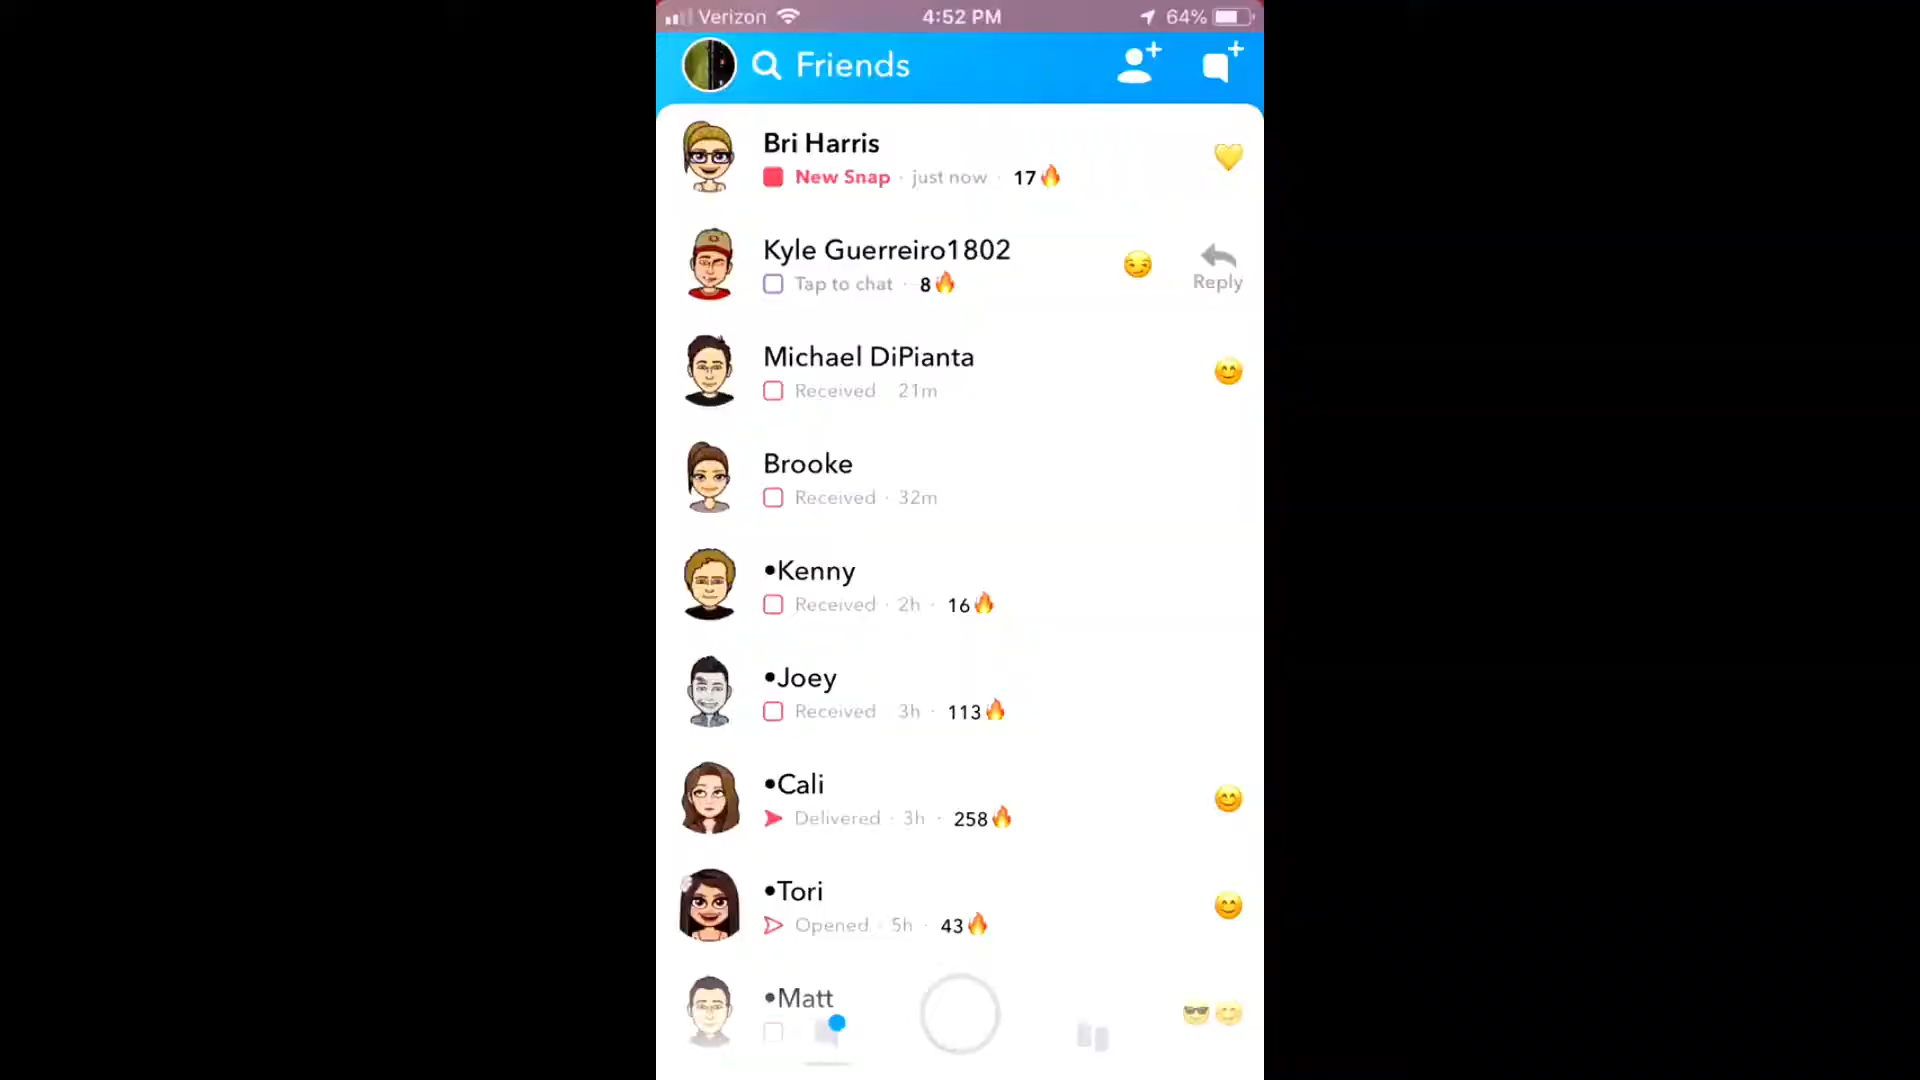 Verizon 4:52 PM 64%
Friends
Bri Harris
New Snap · just now · 17🔥
Kyle Guerreiro1802
Tap to chat · 8🔥
Reply
Michael DiPianta
Received 21m
Brooke
Received · 32m
•Kenny
Received · 2h · 16🔥
•Joey
Received 3h · 113🔥
•Cali
Delivered · 3h · 258🔥
•Tori
Opened · 5h · 43🔥
•Matt